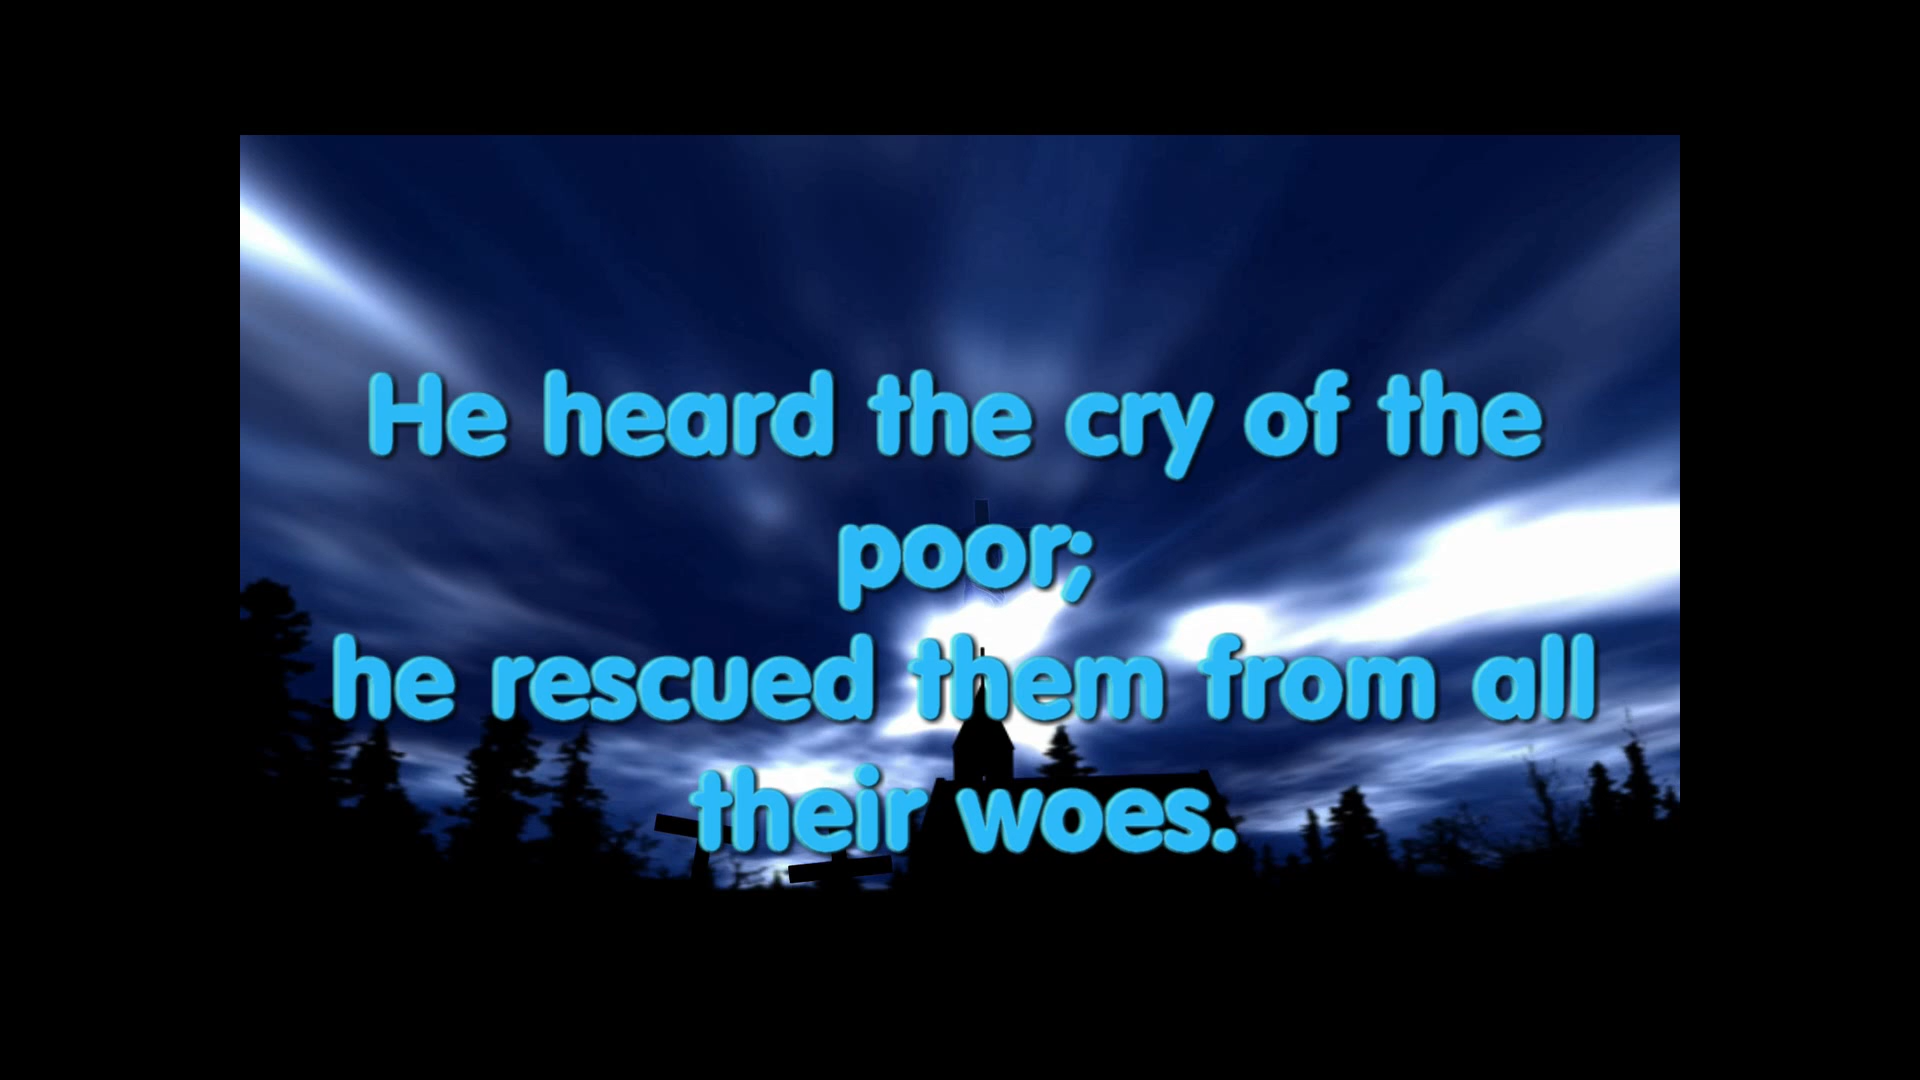 He heard the cry of the
poor;
he rescued them from all
their woes.